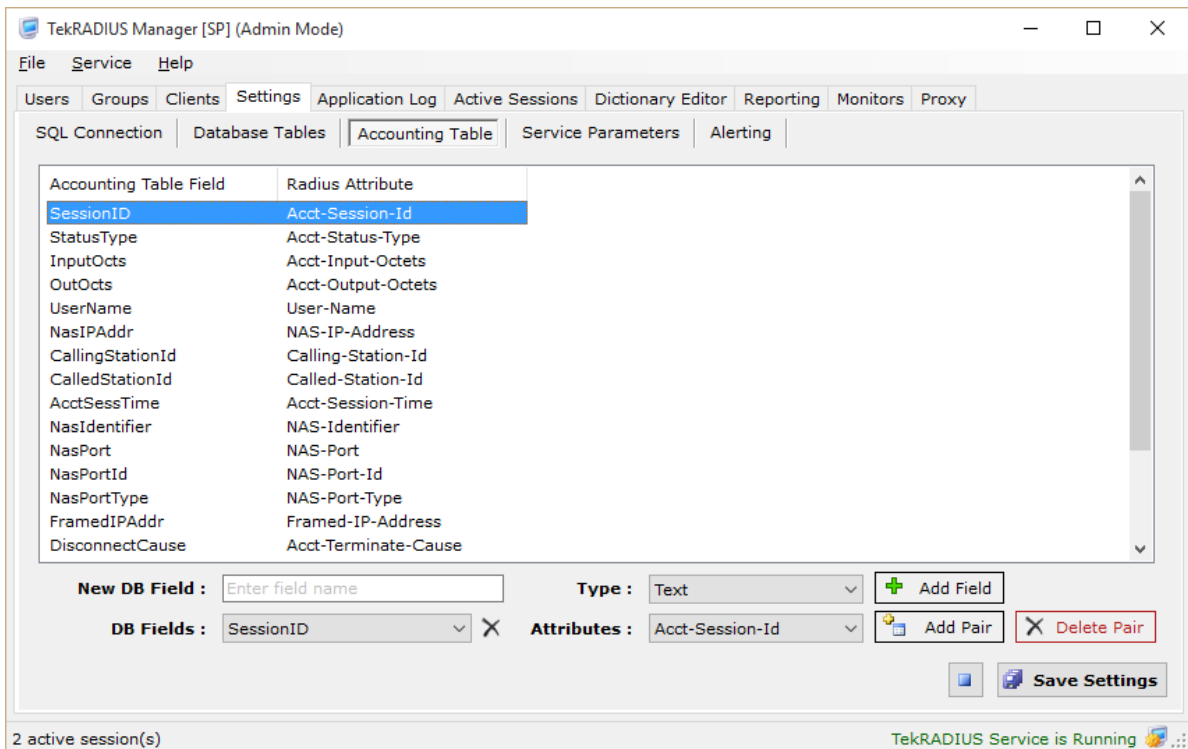 TekRADIUS Manager [SP] (Admin Mode)
File Service Help
Users Groups Clients Settings Application Log Active Sessions Dictionary Editor Reporting Monitors Proxy
SQL Connection Database Tables Accounting Table Service Parameters Alerting
Accounting Table Field Radius Attribute
SessionID Acct-Session-Id
StatusType Acct-Status-Type
InputOcts Acct-Input-Octets
OutOcts Acct-Output-Octets
UserName User-Name
NasIPAddr NAS-IP-Address
CallingStationId Calling-Station-Id
CalledStationId Called-Station-Id
AcctSessTime Acct-Session-Time
NasIdentifier NAS-Identifier
NasPort NAS-Port
NasPortId NAS-Port-Id
NasPortType NAS-Port-Type
FramedIPAddr Framed-IP-Address
DisconnectCause Acct-Terminate-Cause
New DB Field : Enter field name Type : Text Add Field
DB Fields : SessionID Attributes : Acct-Session-Id Add Pair Delete Pair
Save Settings
2 active session(s) TekRADIUS Service is Running